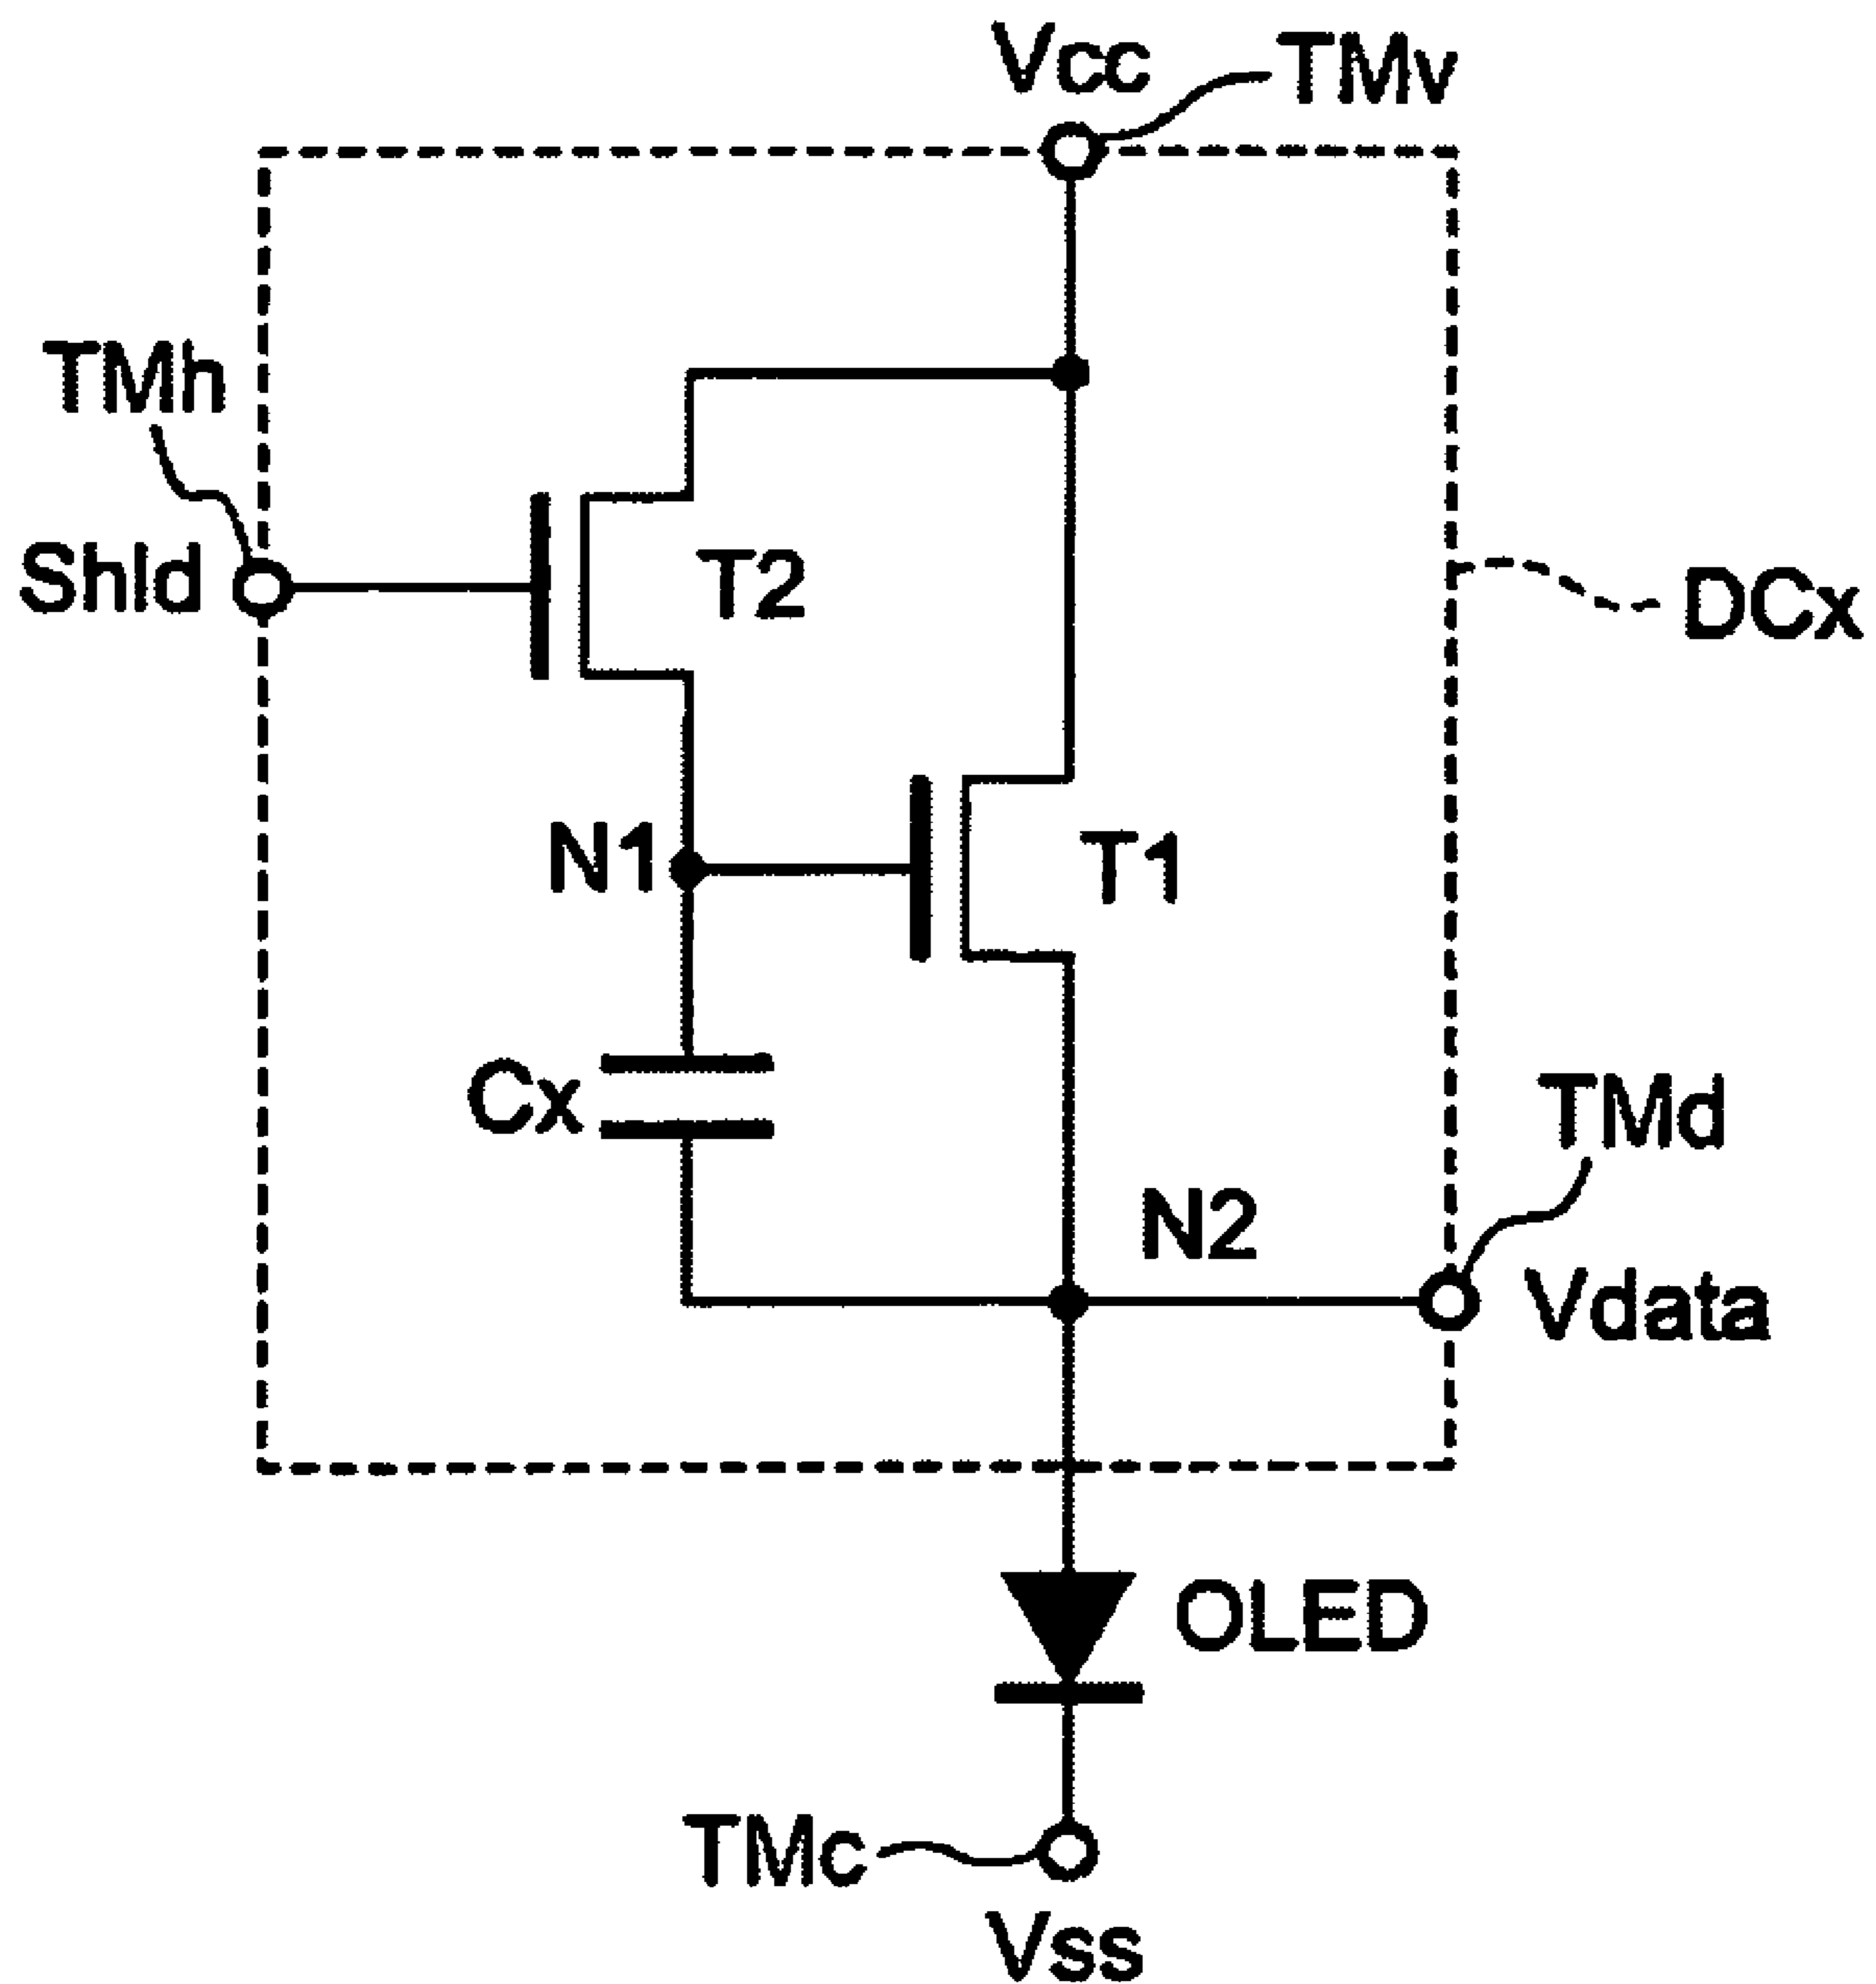 Vcc
TMv
TMh
Shld
T2
DCx
N1
T1
Cx
TMd
N2
Vdata
OLED
TMc
Vss